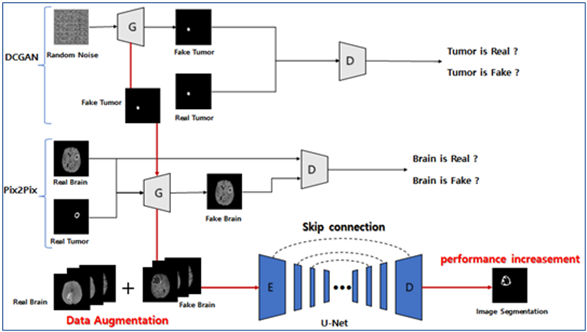 DCGAN
Random Noise
G
Fake Tumor
D
Tumor is Real ?
Tumor is Fake ?
Fake Tumor
Real Tumor
Pix2Pix
Real Brain
Real Tumor
G
Fake Brain
D
Brain is Real ?
Brain is Fake ?
Skip connection
performance increasement
Real Brain
+
Fake Brain
E
D
Image Segmentation
Data Augmentation
U-Net